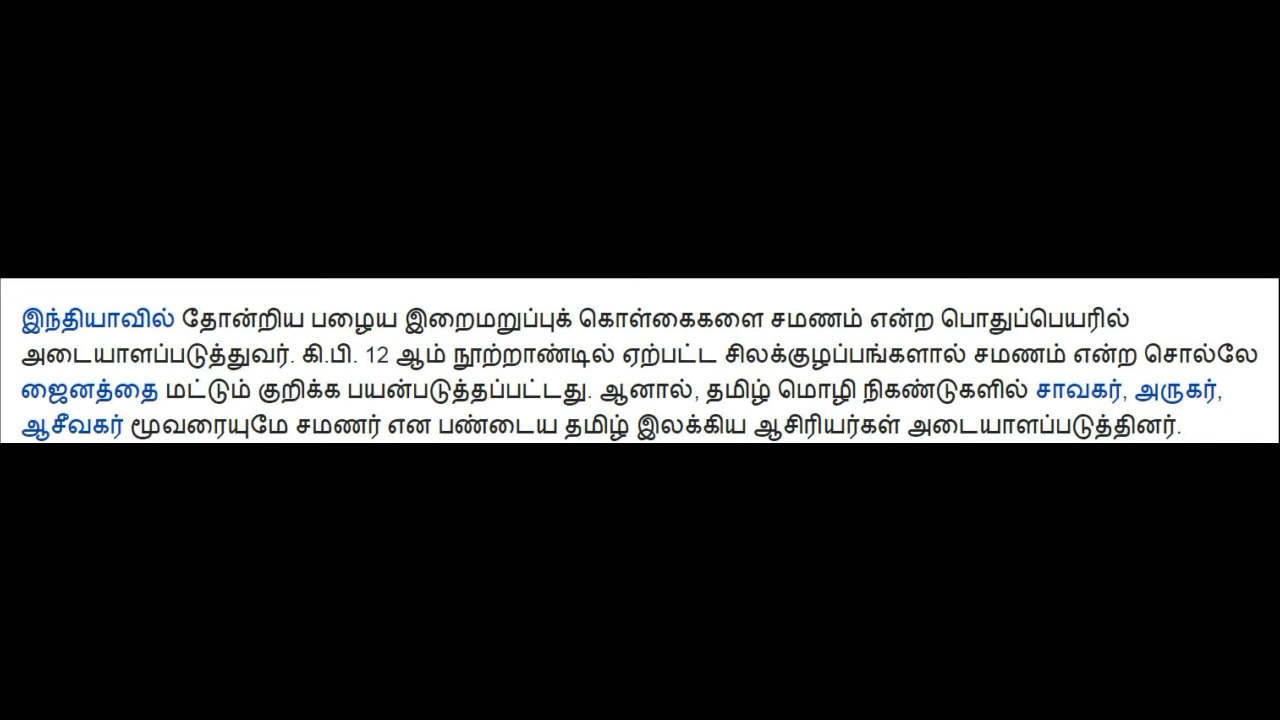 இந்தியாவில் தோன்றிய பழைய இறைமறுப்புக் கொள்கைகளை சமணம் என்ற பொதுப்பெயரில்
அடையாளப்படுத்துவர். கி.பி. 12 ஆம் நூற்றாண்டில் ஏற்பட்ட சிலக்குழப்பங்களால் சமணம் என்ற சொல்லே
ஜைனத்தை மட்டும் குறிக்க பயன்படுத்தப்பட்டது. ஆனால், தமிழ் மொழி நிகண்டுகளில் சாவகர், அருகர்,
ஆசீவகர் மூவரையுமே சமணர் என பண்டைய தமிழ் இலக்கிய ஆசிரியர்கள் அடையாளப்படுத்தினர்.